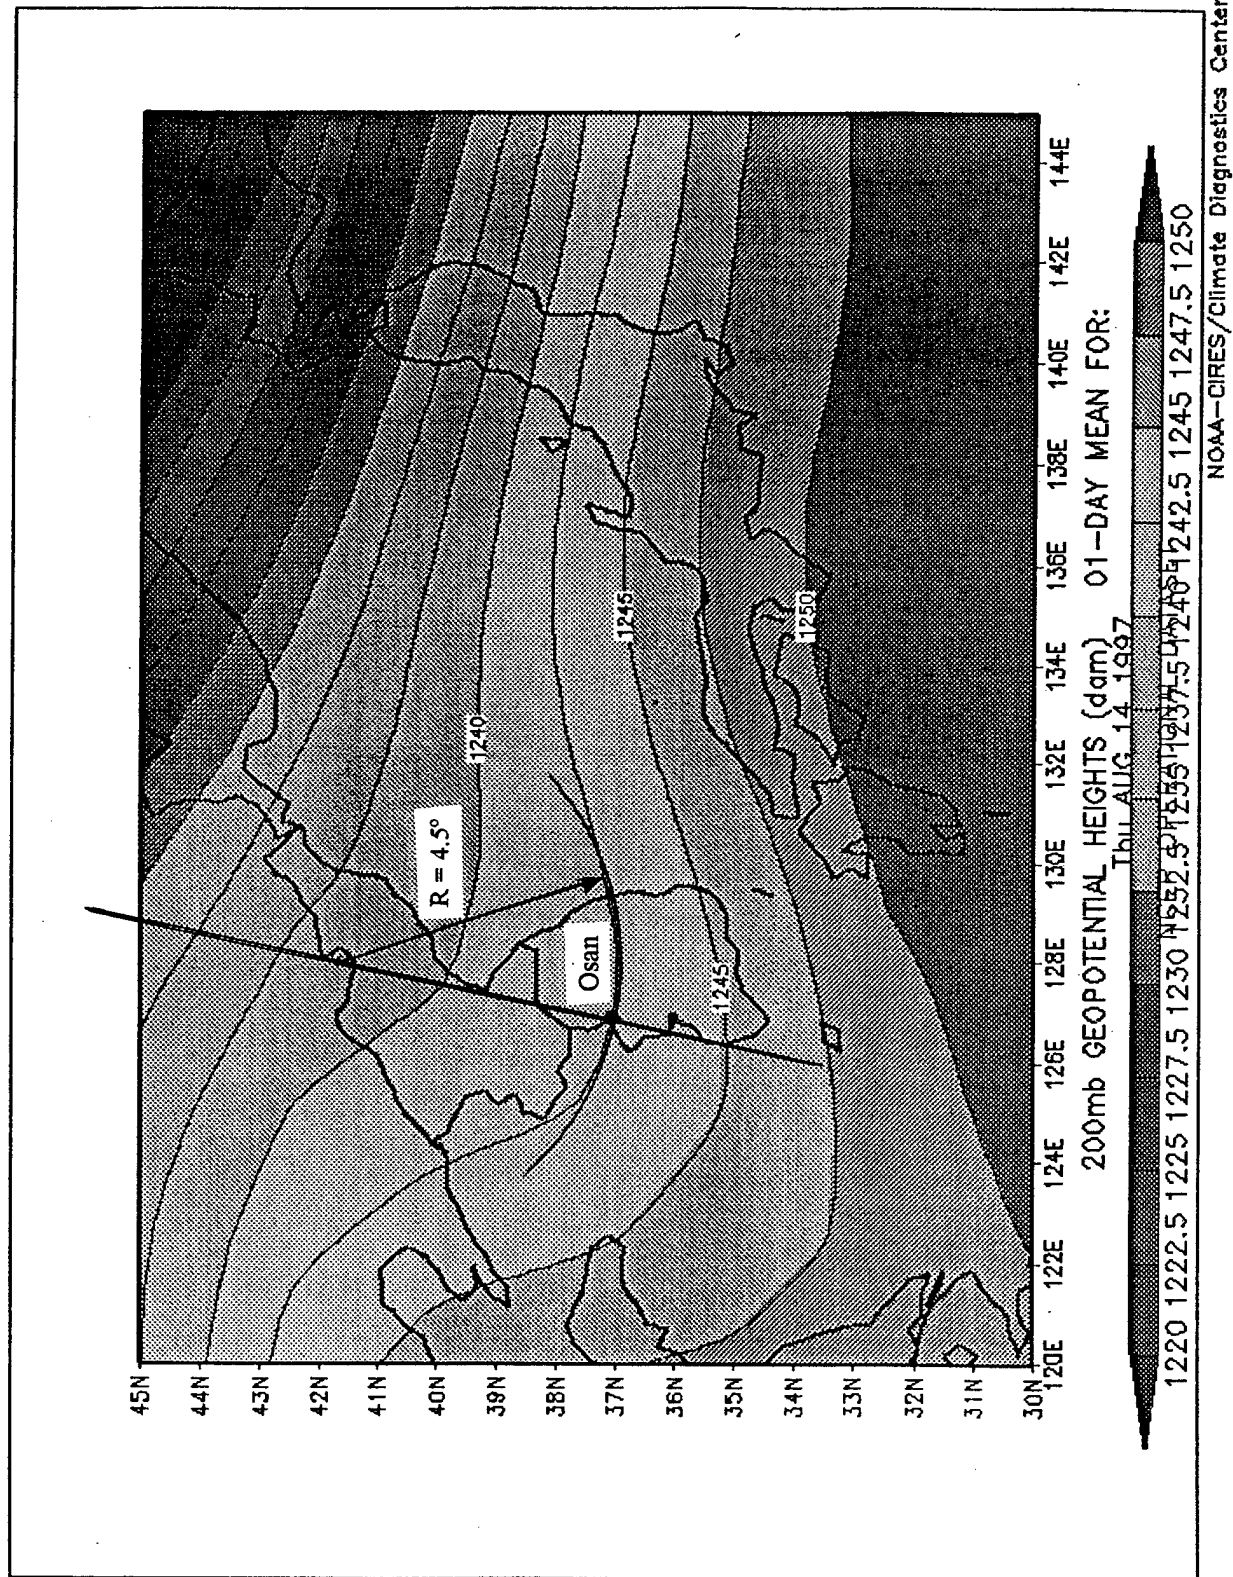 45N
44N
43N
42N
41N
40N
39N
38N
37N
36N
35N
34N
33N
32N
31N
30N
120E 122E 124E 126E 128E 130E 132E 134E 136E 138E 140E 142E 144E
R = 4.5°
Osan
1240
1245
1245
1250
200mb GEOPOTENTIAL HEIGHTS (dam) 01-DAY MEAN FOR:
Thu AUG 14 1997
1220 1222.5 1225 1227.5 1230 1232.5 1235 1237.5 1240 1242.5 1245 1247.5 1250
NOAA-CIRES/Climate Diagnostics Center